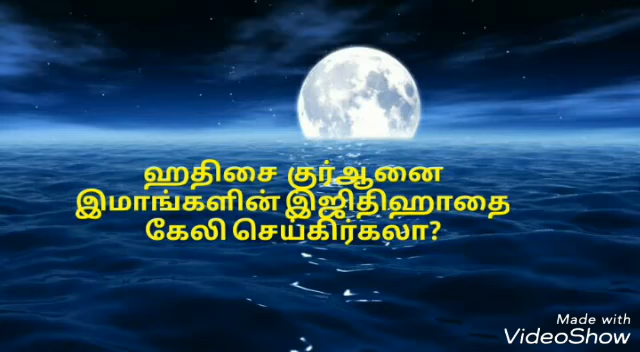 ஹதிசை குர்ஆனை
இமாங்களின் இஜிதிஹாதை
கேலி செய்கிர்கலா?
Made with
VideoShow